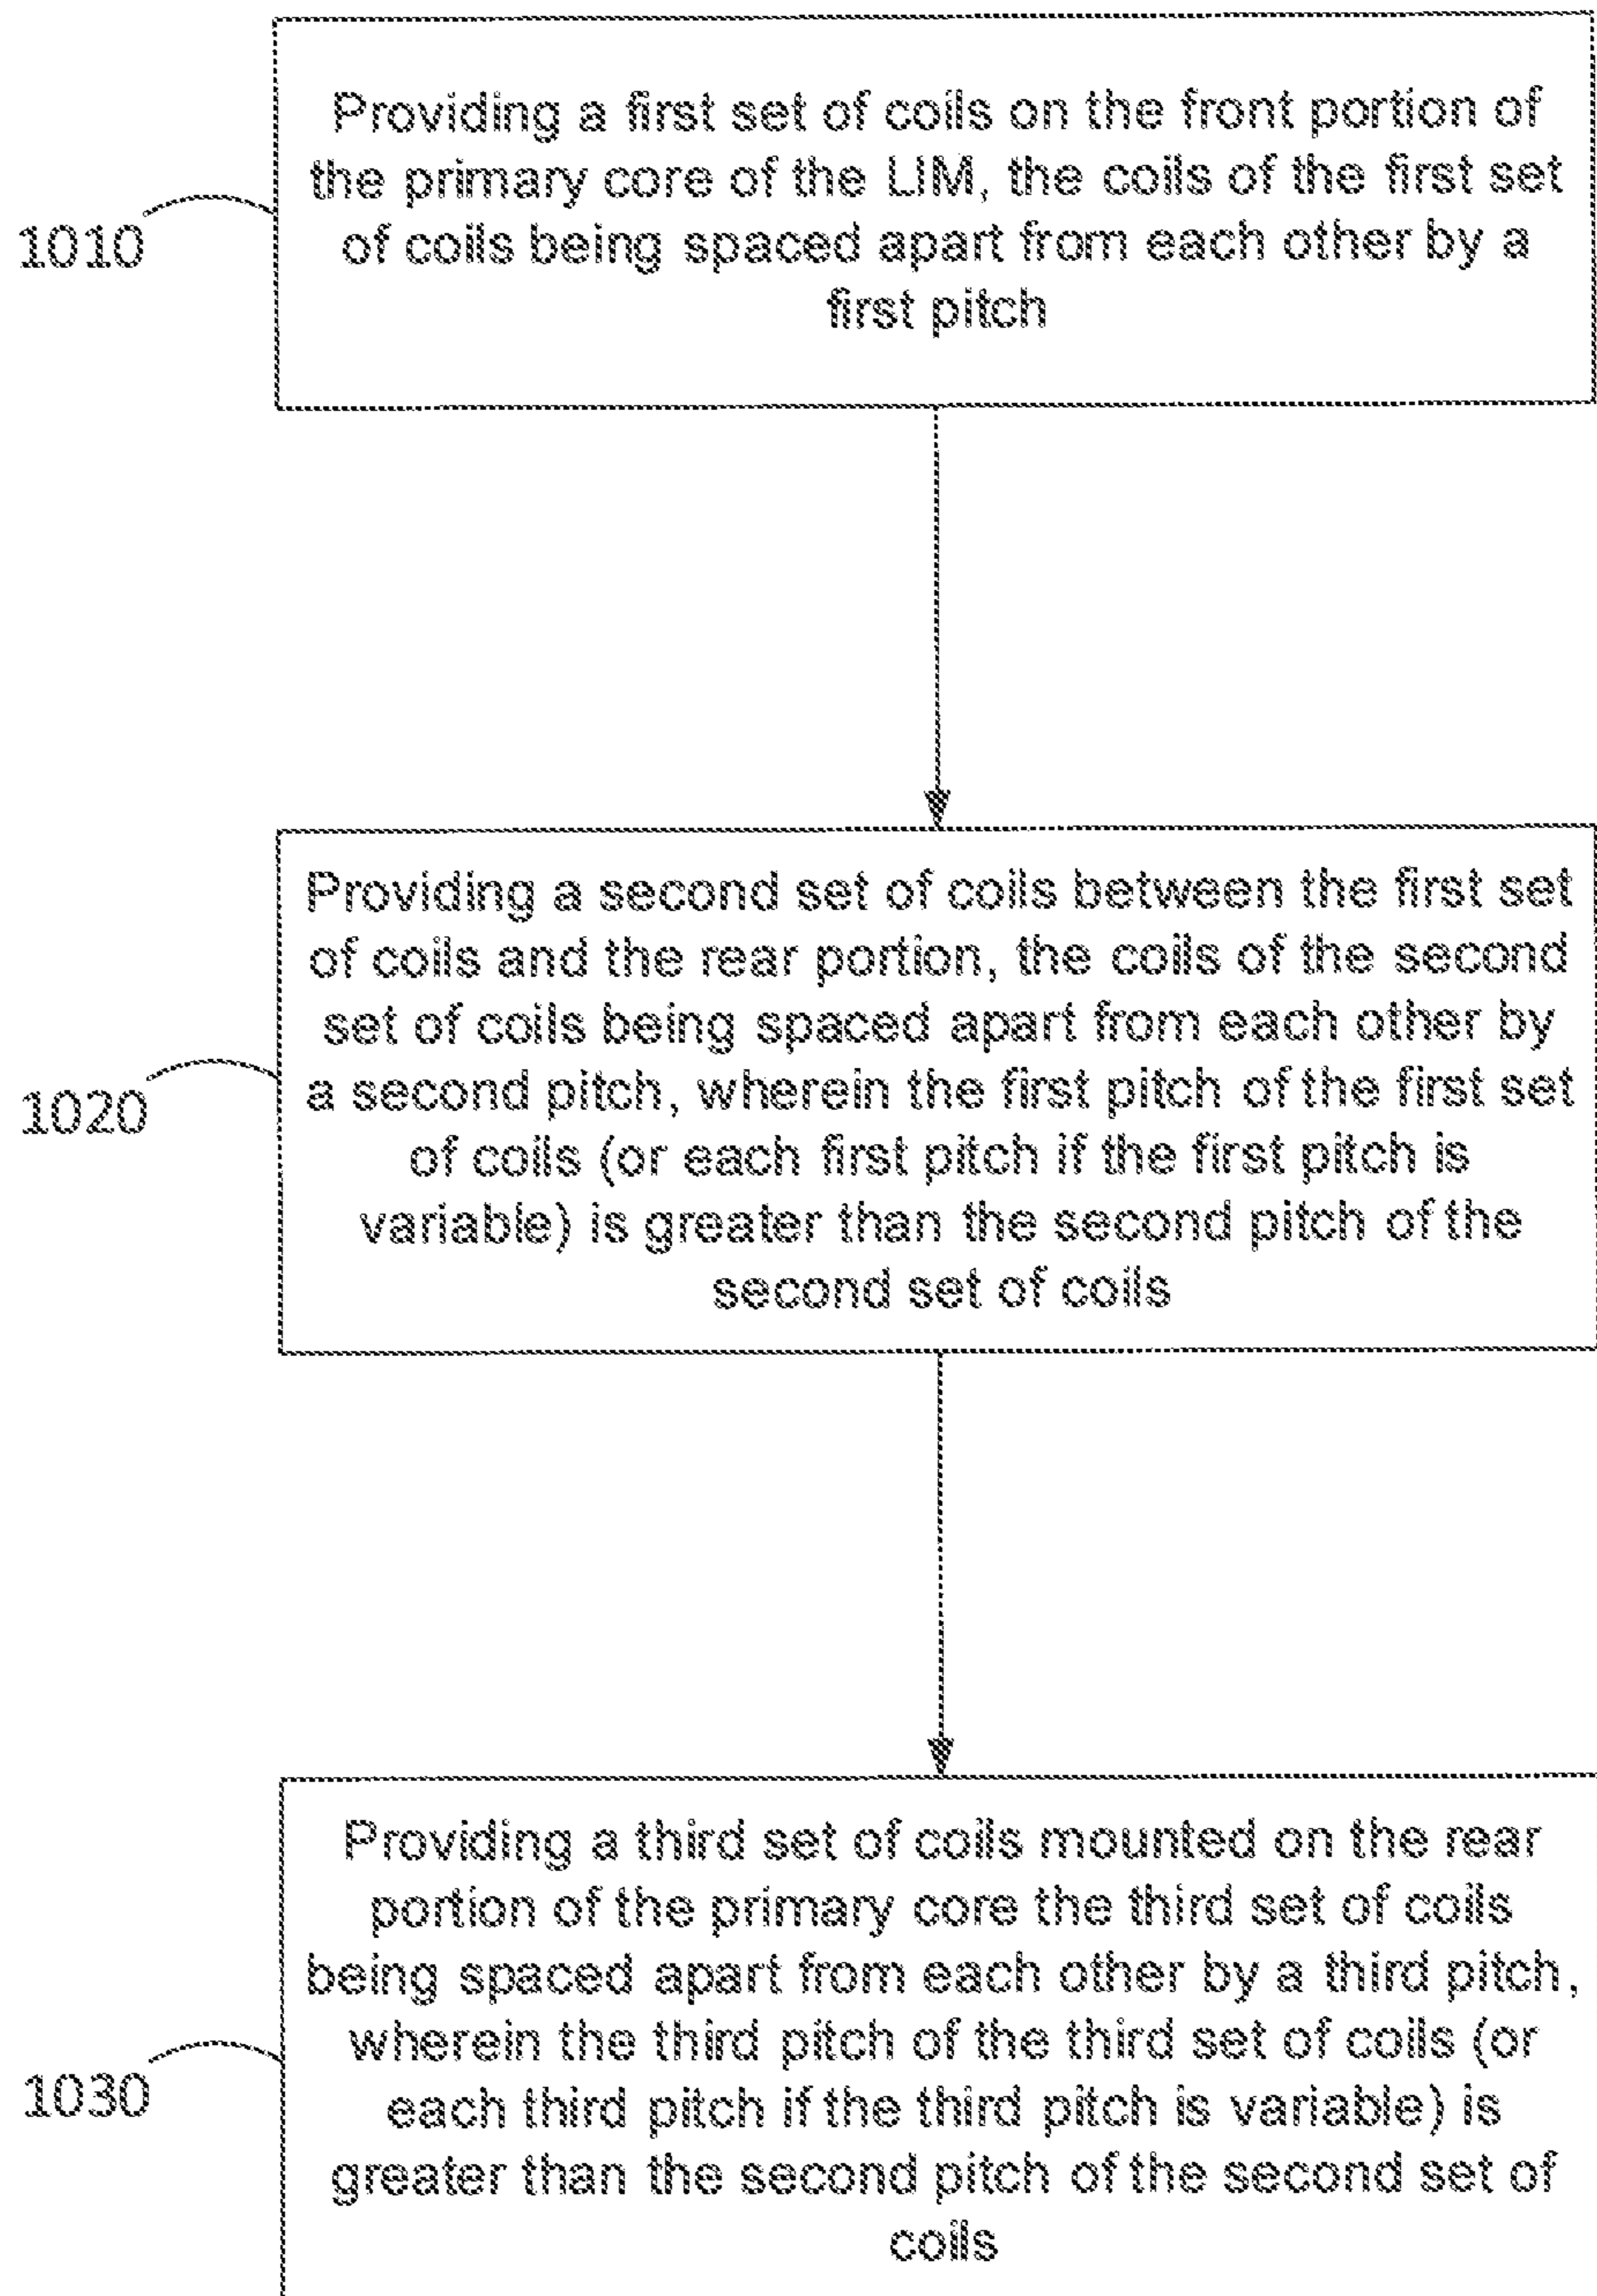 Providing a first set of coils on the front portion of
the primary core of the LIM, the coils of the first set
of coils being spaced apart from each other by a
first pitch
1010
Providing a second set of coils between the first set
of coils and the rear portion, the coils of the second
set of coils being spaced apart from each other by
a second pitch, wherein the first pitch of the first set
of coils (or each first pitch if the first pitch is
variable) is greater than the second pitch of the
second set of coils
1020
Providing a third set of coils mounted on the rear
portion of the primary core the third set of coils
being spaced apart from each other by a third pitch,
wherein the third pitch of the third set of coils (or
each third pitch if the third pitch is variable) is
greater than the second pitch of the second set of
coils
1030